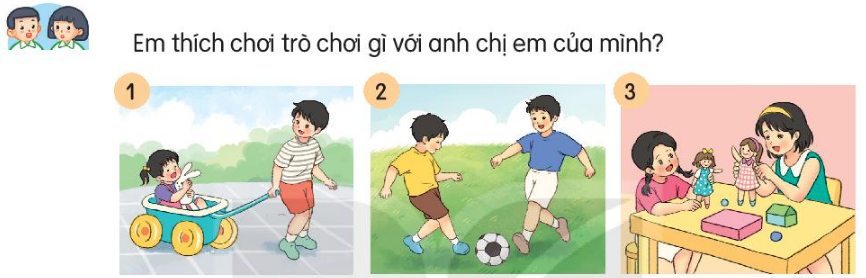 Em thích chơi trò chơi gì với anh chị em của mình?
1
2
3